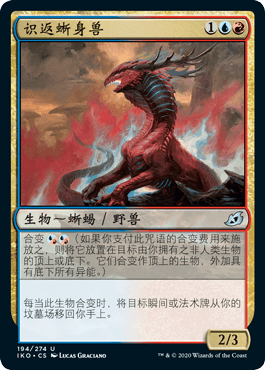 识返蜥身兽 1
生物~蜥蜴/野兽
合变（如果你支付此咒语的合变费用来施
放之，则将它放置在目标由你拥有之非人类生物
的顶上或底下。它们合变作顶上的生物，外加具
有底下所有异能。）
每当此生物合变时，将目标瞬间或法术牌从你的
坟墓场移回你手上。
2/3
194/274 U
IKO • CS LUCAS GRACIANO
™ & © 2020 Wizards of the Coast